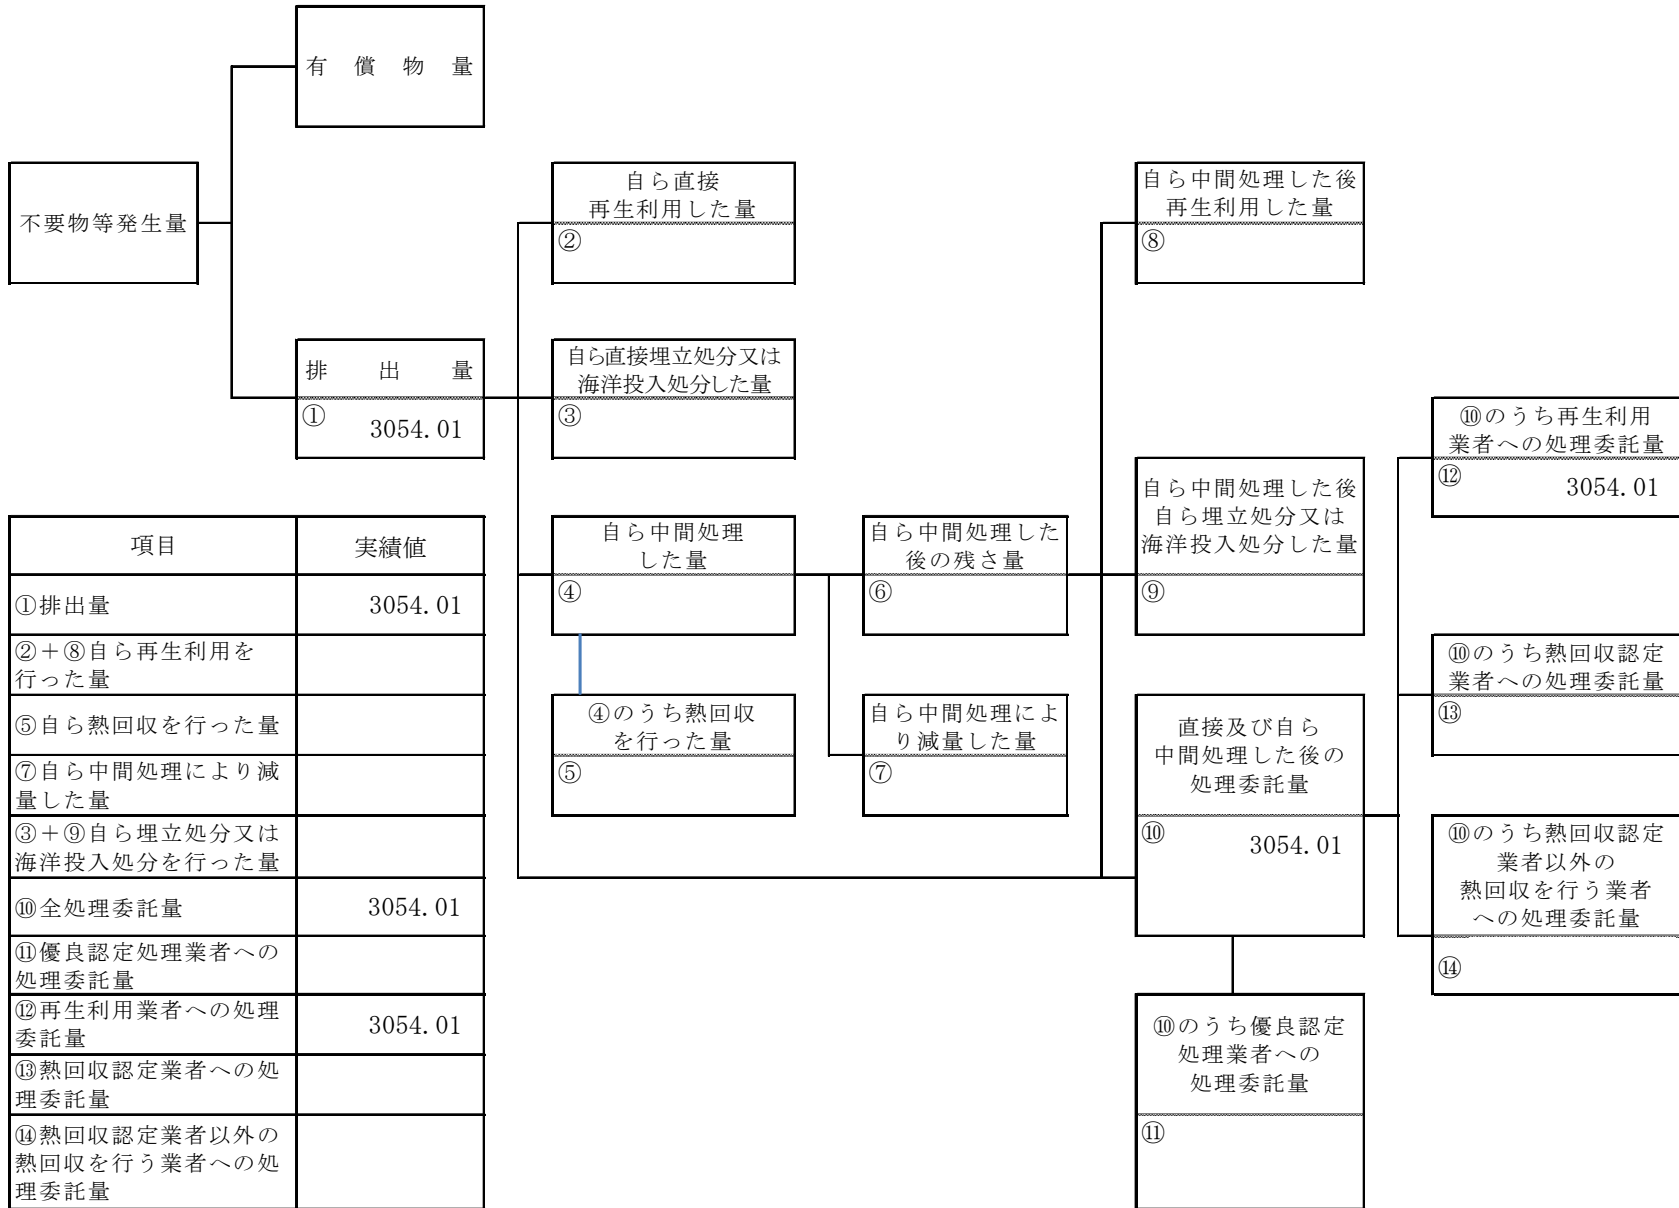 有償物量
不要物等発生量
排出量
①
3054.01
自ら直接
再生利用した量
②
自ら直接埋立処分又は
海洋投入処分した量
③
自ら中間処理
した量
④
④のうち熱回収
を行った量
⑤
自ら中間処理した
後の残さ量
⑥
自ら中間処理によ
り減量した量
⑦
自ら中間処理した後
再生利用した量
⑧
自ら中間処理した後
自ら埋立処分又は
海洋投入処分した量
⑨
直接及び自ら
中間処理した後の
処理委託量
⑩
3054.01
⑩のうち優良認定
処理業者への
処理委託量
⑪
⑩のうち再生利用
業者への処理委託量
⑫
3054.01
⑩のうち熱回収認定
業者への処理委託量
⑬
⑩のうち熱回収認定
業者以外の
熱回収を行う業者
への処理委託量
⑭
項目 実績値
①排出量 3054.01
②＋⑧自ら再生利用を
行った量
⑤自ら熱回収を行った量
⑦自ら中間処理により減
量した量
③＋⑨自ら埋立処分又は
海洋投入処分を行った量
⑩全処理委託量 3054.01
⑪優良認定処理業者への
処理委託量
⑫再生利用業者への処理
委託量 3054.01
⑬熱回収認定業者への処
理委託量
⑭熱回収認定業者以外の
熱回収を行う業者への処
理委託量